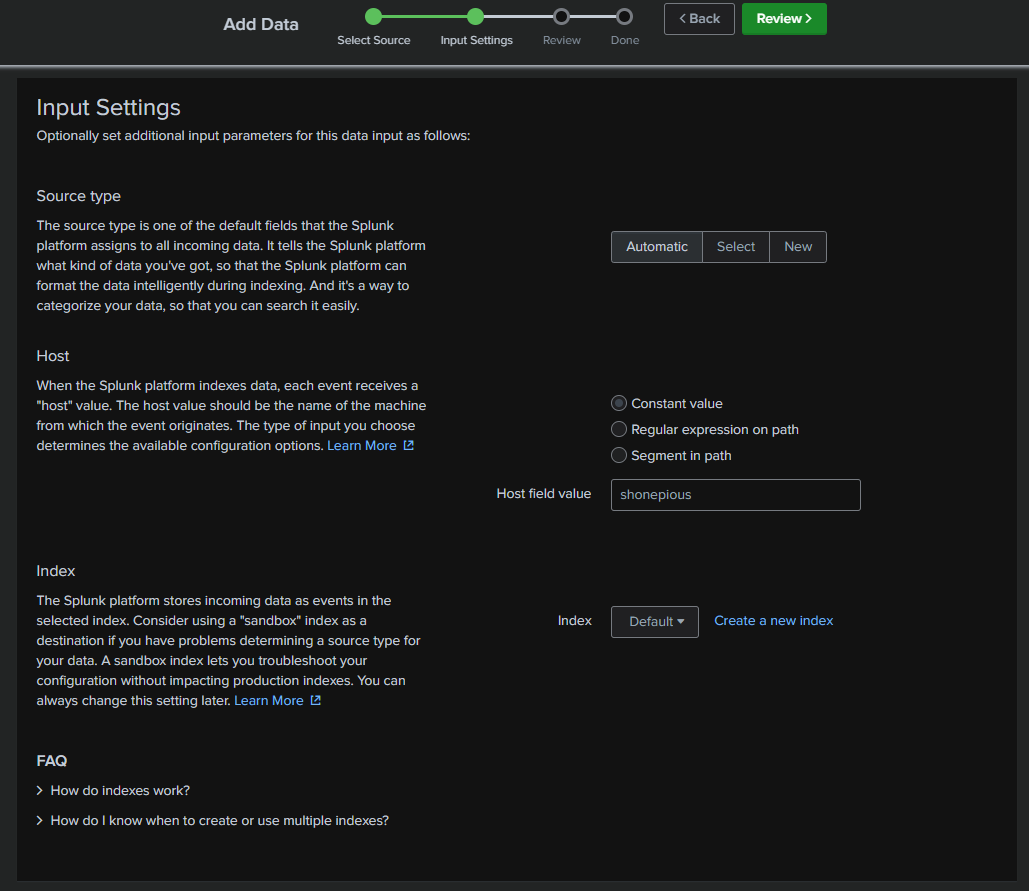 Add Data
Select Source
Input Settings
Review
Done
< Back
Review >
Input Settings
Optionally set additional input parameters for this data input as follows:
Source type
The source type is one of the default fields that the Splunk
platform assigns to all incoming data. It tells the Splunk platform
what kind of data you've got, so that the Splunk platform can
format the data intelligently during indexing. And it's a way to
categorize your data, so that you can search it easily.
Automatic
Select
New
Host
When the Splunk platform indexes data, each event receives a
"host" value. The host value should be the name of the machine
from which the event originates. The type of input you choose
determines the available configuration options. Learn More
Constant value
Regular expression on path
Segment in path
Host field value
shonepious
Index
The Splunk platform stores incoming data as events in the
selected index. Consider using a "sandbox" index as a
destination if you have problems determining a source type for
your data. A sandbox index lets you troubleshoot your
configuration without impacting production indexes. You can
always change this setting later. Learn More
Index
Default
Create a new index
FAQ
> How do indexes work?
> How do I know when to create or use multiple indexes?